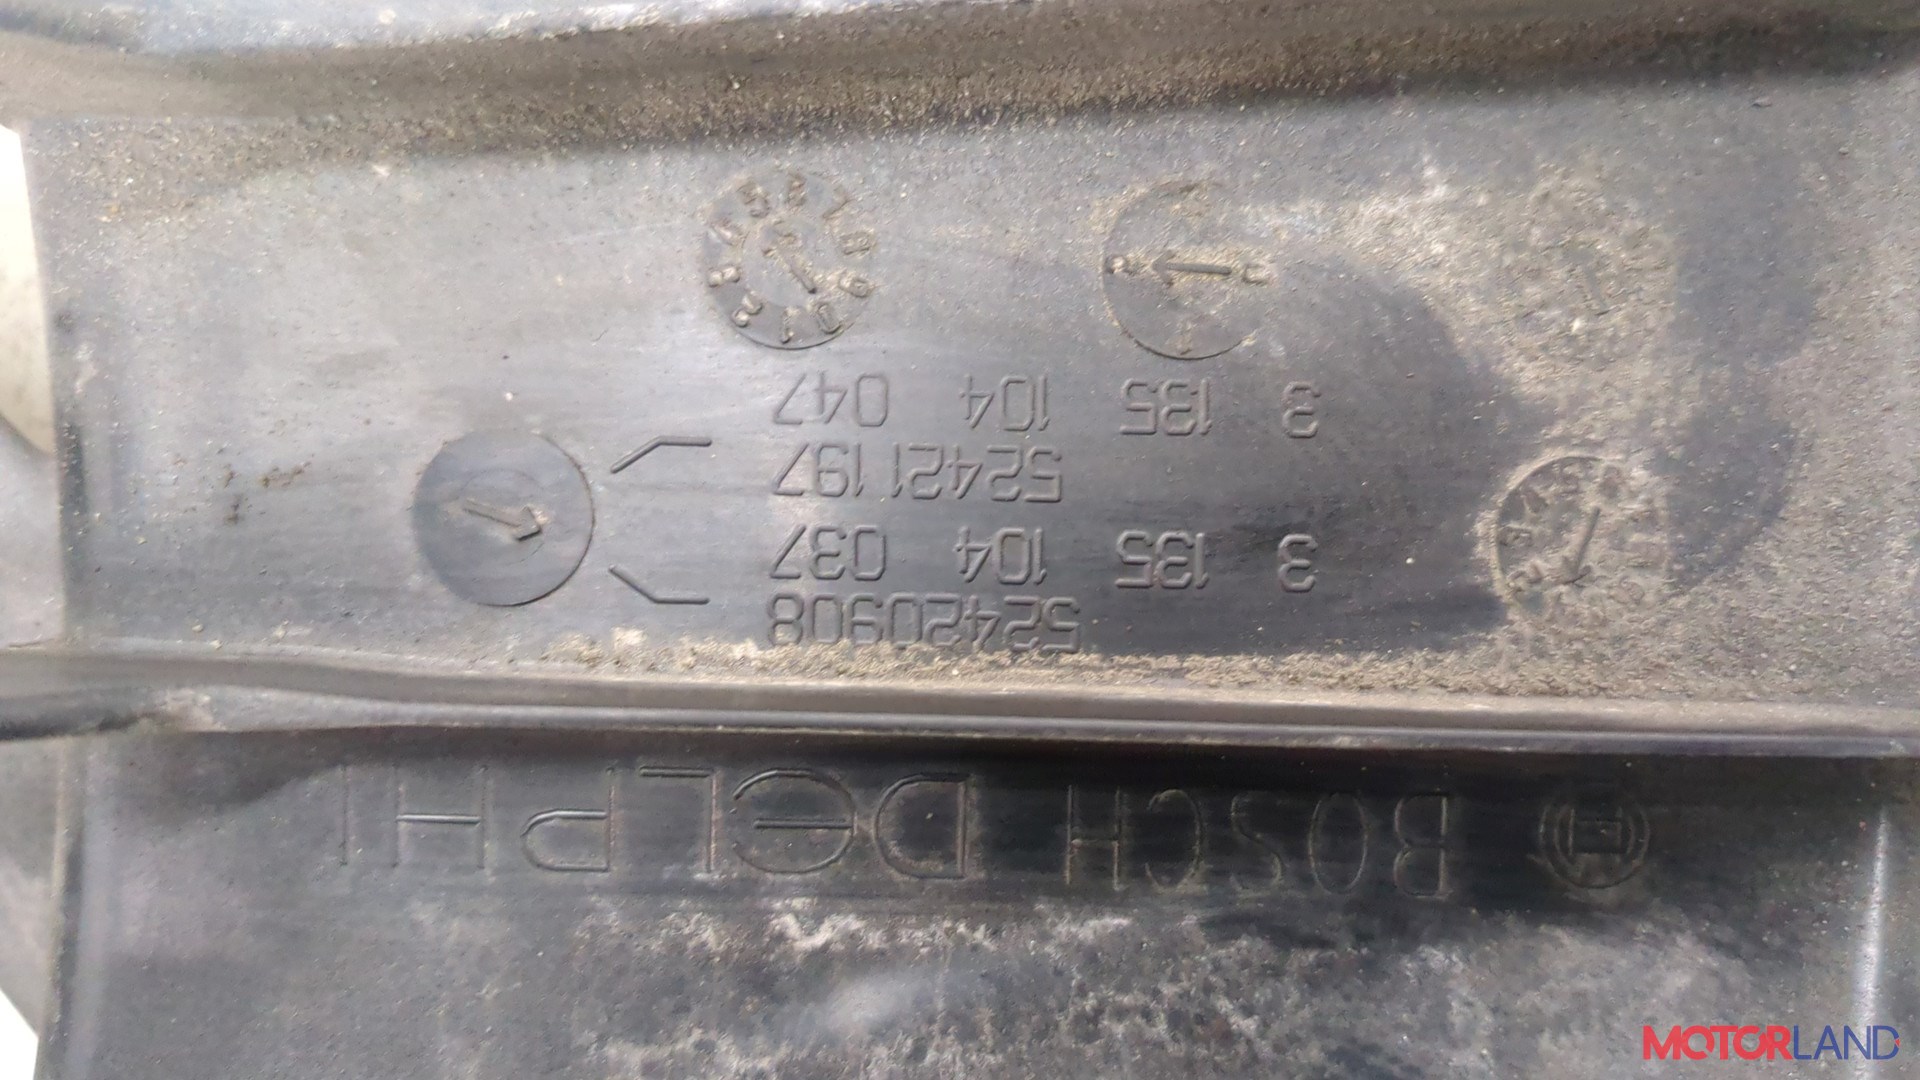 BOSCH DELPHI
52420908
3 135 104 037
52421197
3 135 104 047
MOTORLAND